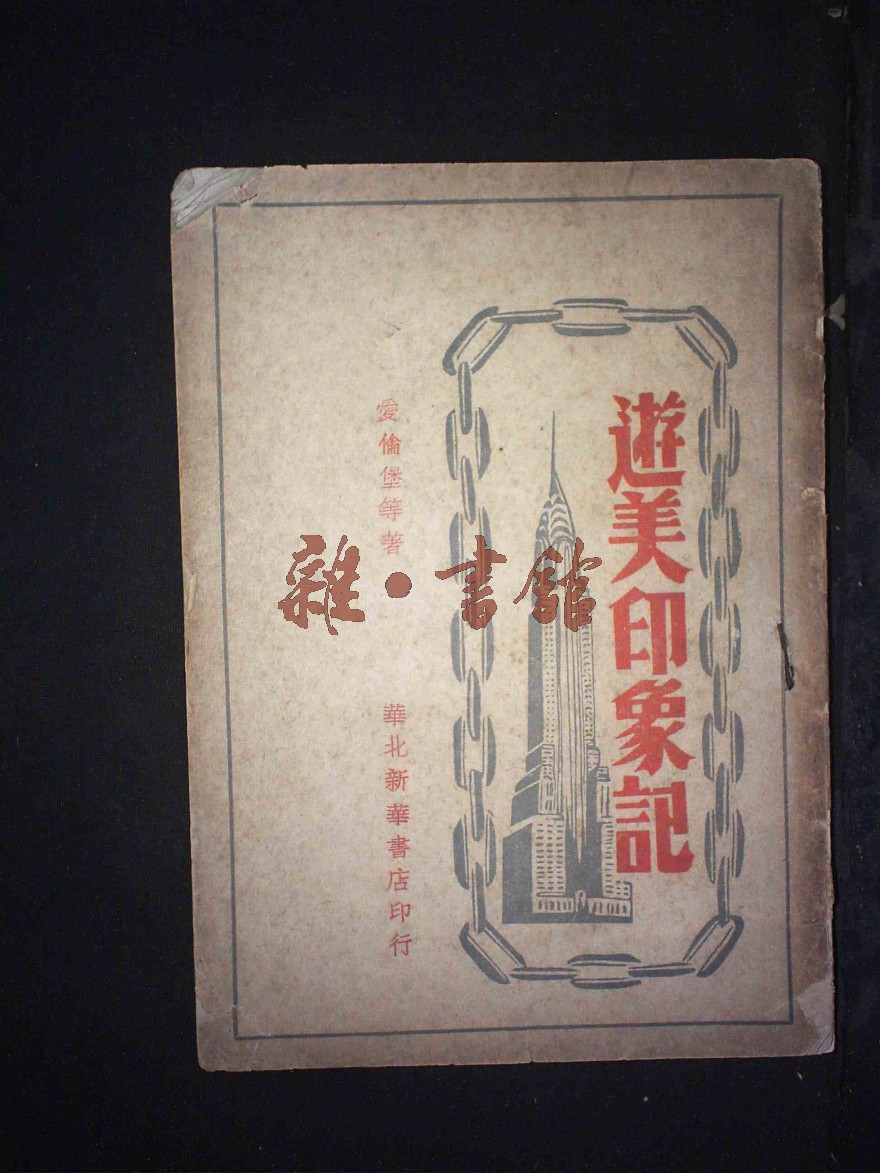 遊美印象記
愛倫堡等著
華北新華書店印行
雜·書館